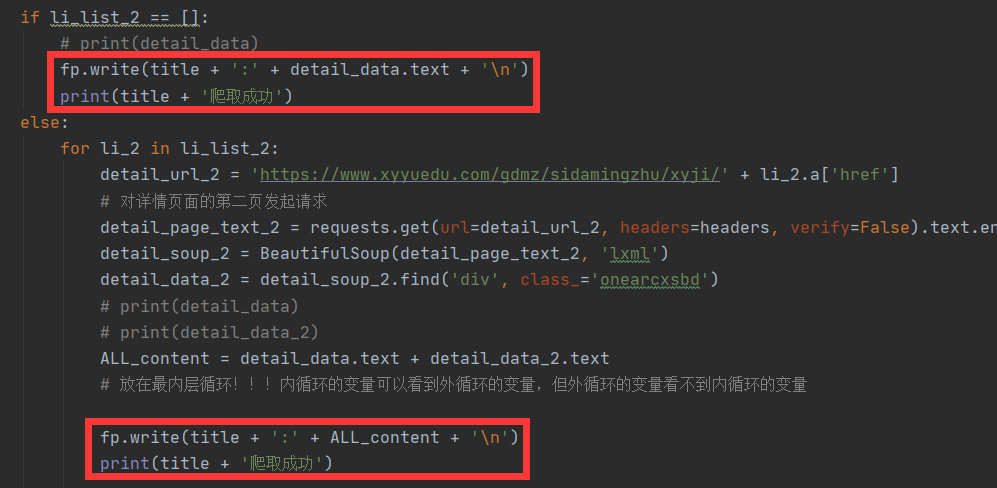 if li_list_2 == []:
# print(detail_data)
fp.write(title + ':' + detail_data.text + '\n')
print(title + '爬取成功')
else:
for li_2 in li_list_2:
detail_url_2 = 'https://www.xyyuedu.com/gdmz/sidamingzhu/xyji/' + li_2.a['href']
# 对详情页面的第二页发起请求
detail_page_text_2 = requests.get(url=detail_url_2, headers=headers, verify=False).text.en
detail_soup_2 = BeautifulSoup(detail_page_text_2, 'lxml')
detail_data_2 = detail_soup_2.find('div', class_='onearcxsbd')
# print(detail_data)
# print(detail_data_2)
ALL_content = detail_data.text + detail_data_2.text
# 放在最内层循环！！！内循环的变量可以看到外循环的变量，但外循环的变量看不到内循环的变量
fp.write(title + ':' + ALL_content + '\n')
print(title + '爬取成功')